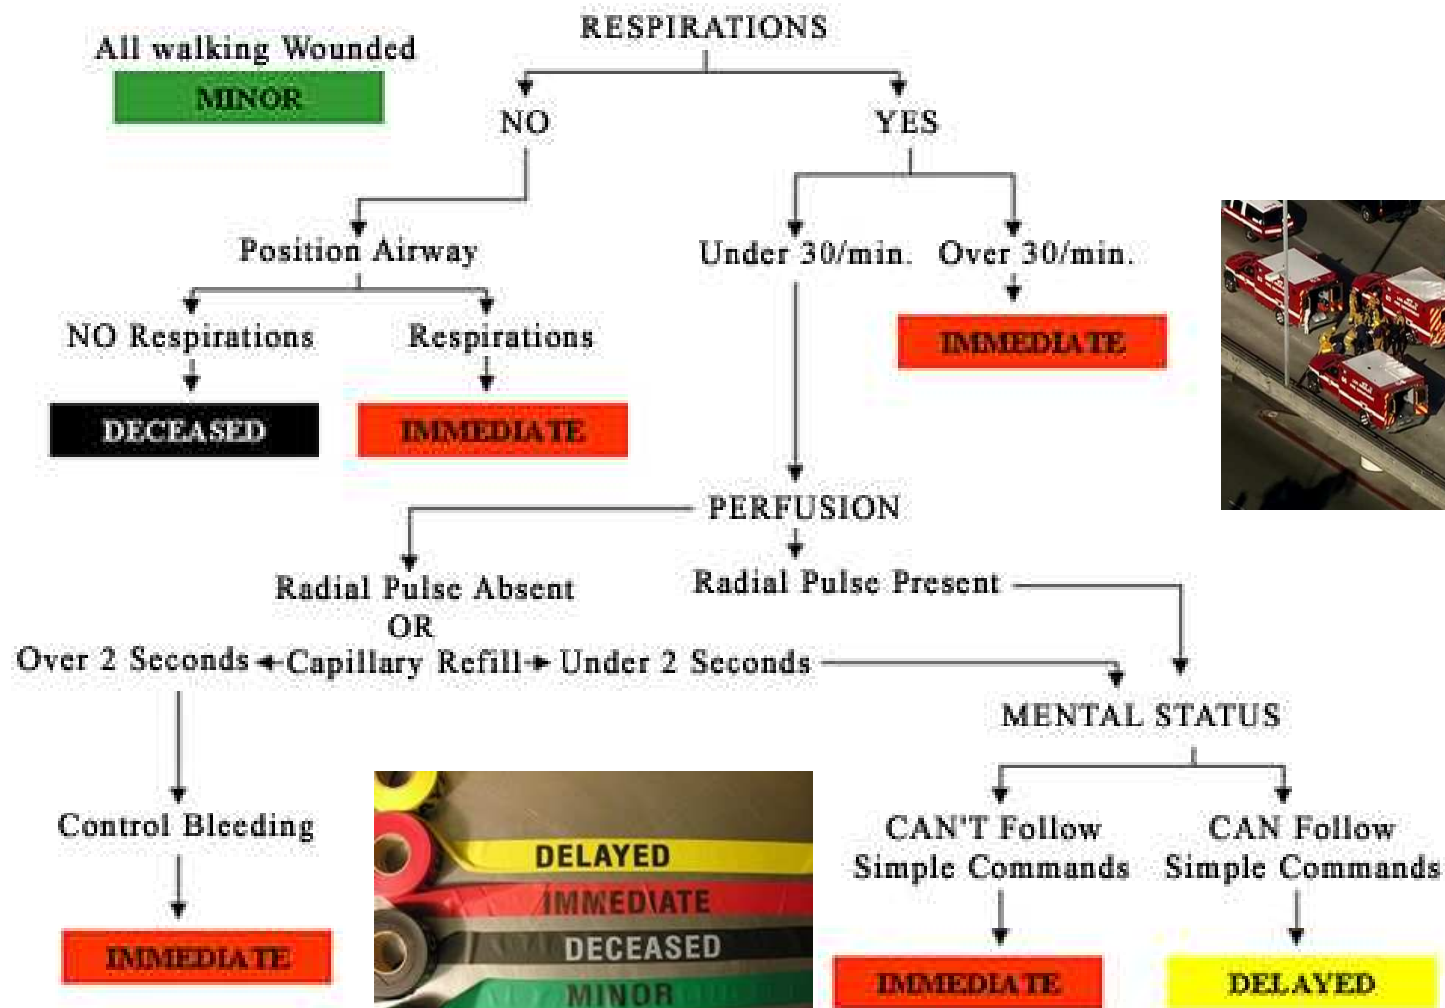 RESPIRATIONS
All walking Wounded
MINOR
NO
YES
Position Airway
Under 30/min.
Over 30/min.
NO Respirations
Respirations
IMMEDIATE
DECEASED
IMMEDIATE
PERFUSION
Radial Pulse Absent
Radial Pulse Present
OR
Over 2 Seconds
Capillary Refill
Under 2 Seconds
MENTAL STATUS
Control Bleeding
CAN'T Follow
Simple Commands
CAN Follow
Simple Commands
DELAYED
IMMEDIATE
DECEASED
MINOR
IMMEDIATE
IMMEDIATE
DELAYED